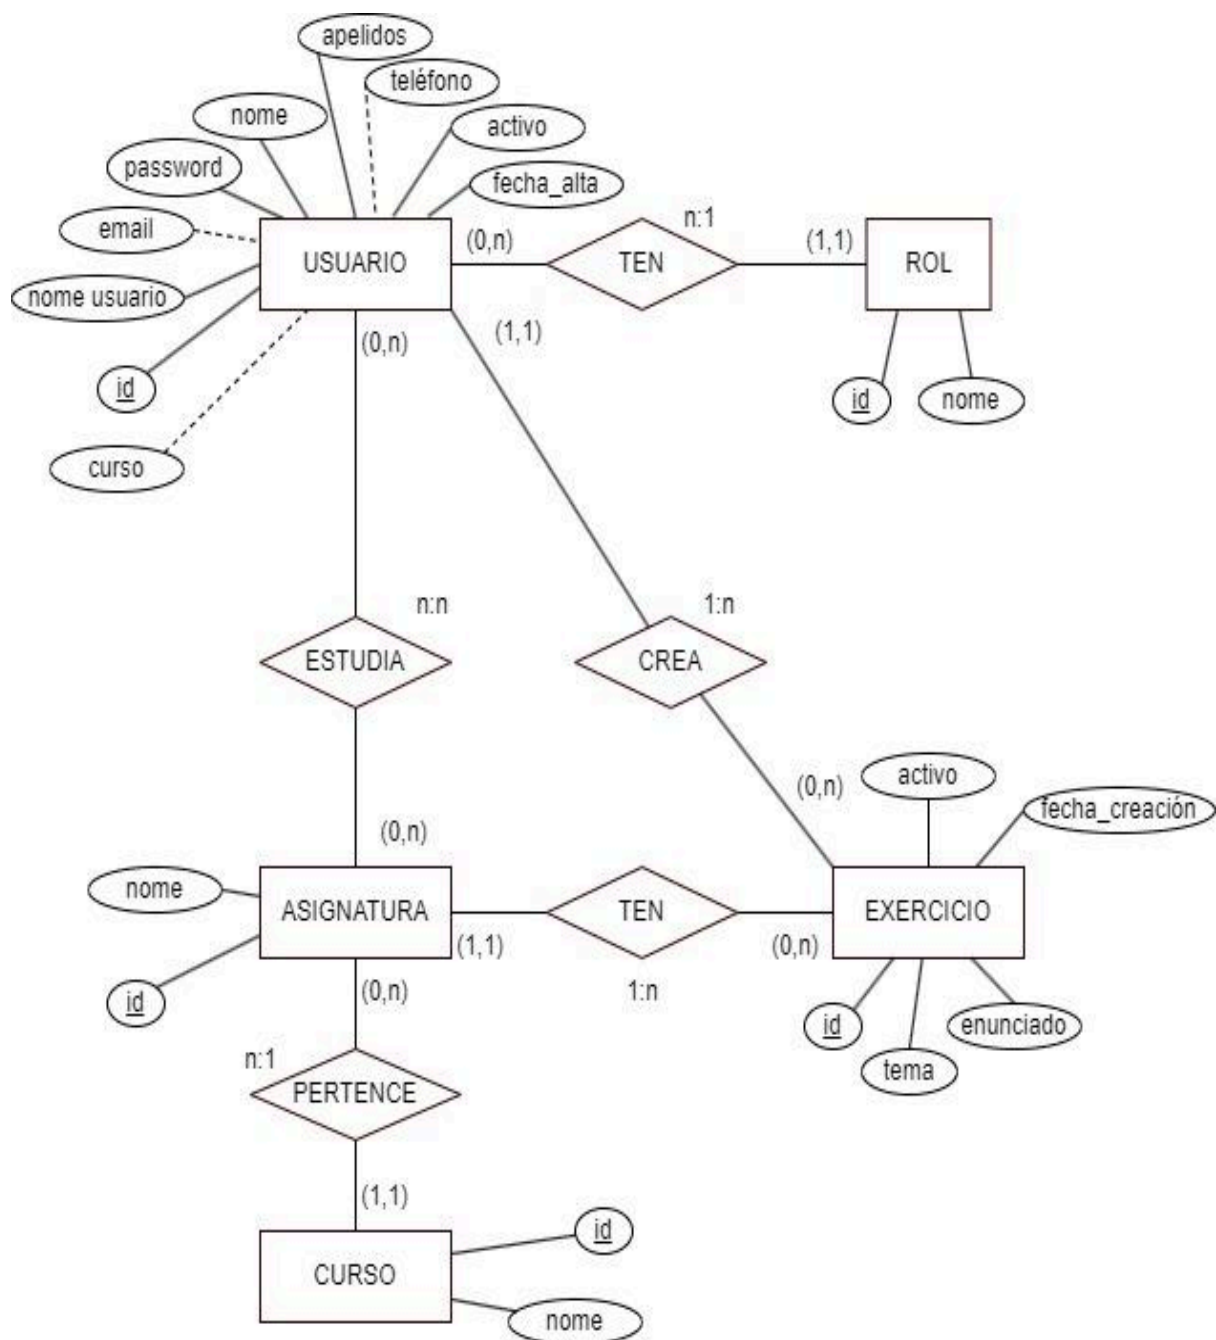 apelidos
teléfono
nome
activo
password
fecha_alta
email
nome usuario
USUARIO
(0,n)
n:1
TEN
(1,1)
ROL
(0,n)
(1,1)
id
curso
id
nome
n:n
ESTUDIA
1:n
CREA
(0,n)
(0,n)
activo
fecha_creación
nome
id
ASIGNATURA
(1,1)
TEN
1:n
(0,n)
EXERCICIO
(0,n)
id
tema
enunciado
n:1
PERTENCE
(1,1)
CURSO
id
nome